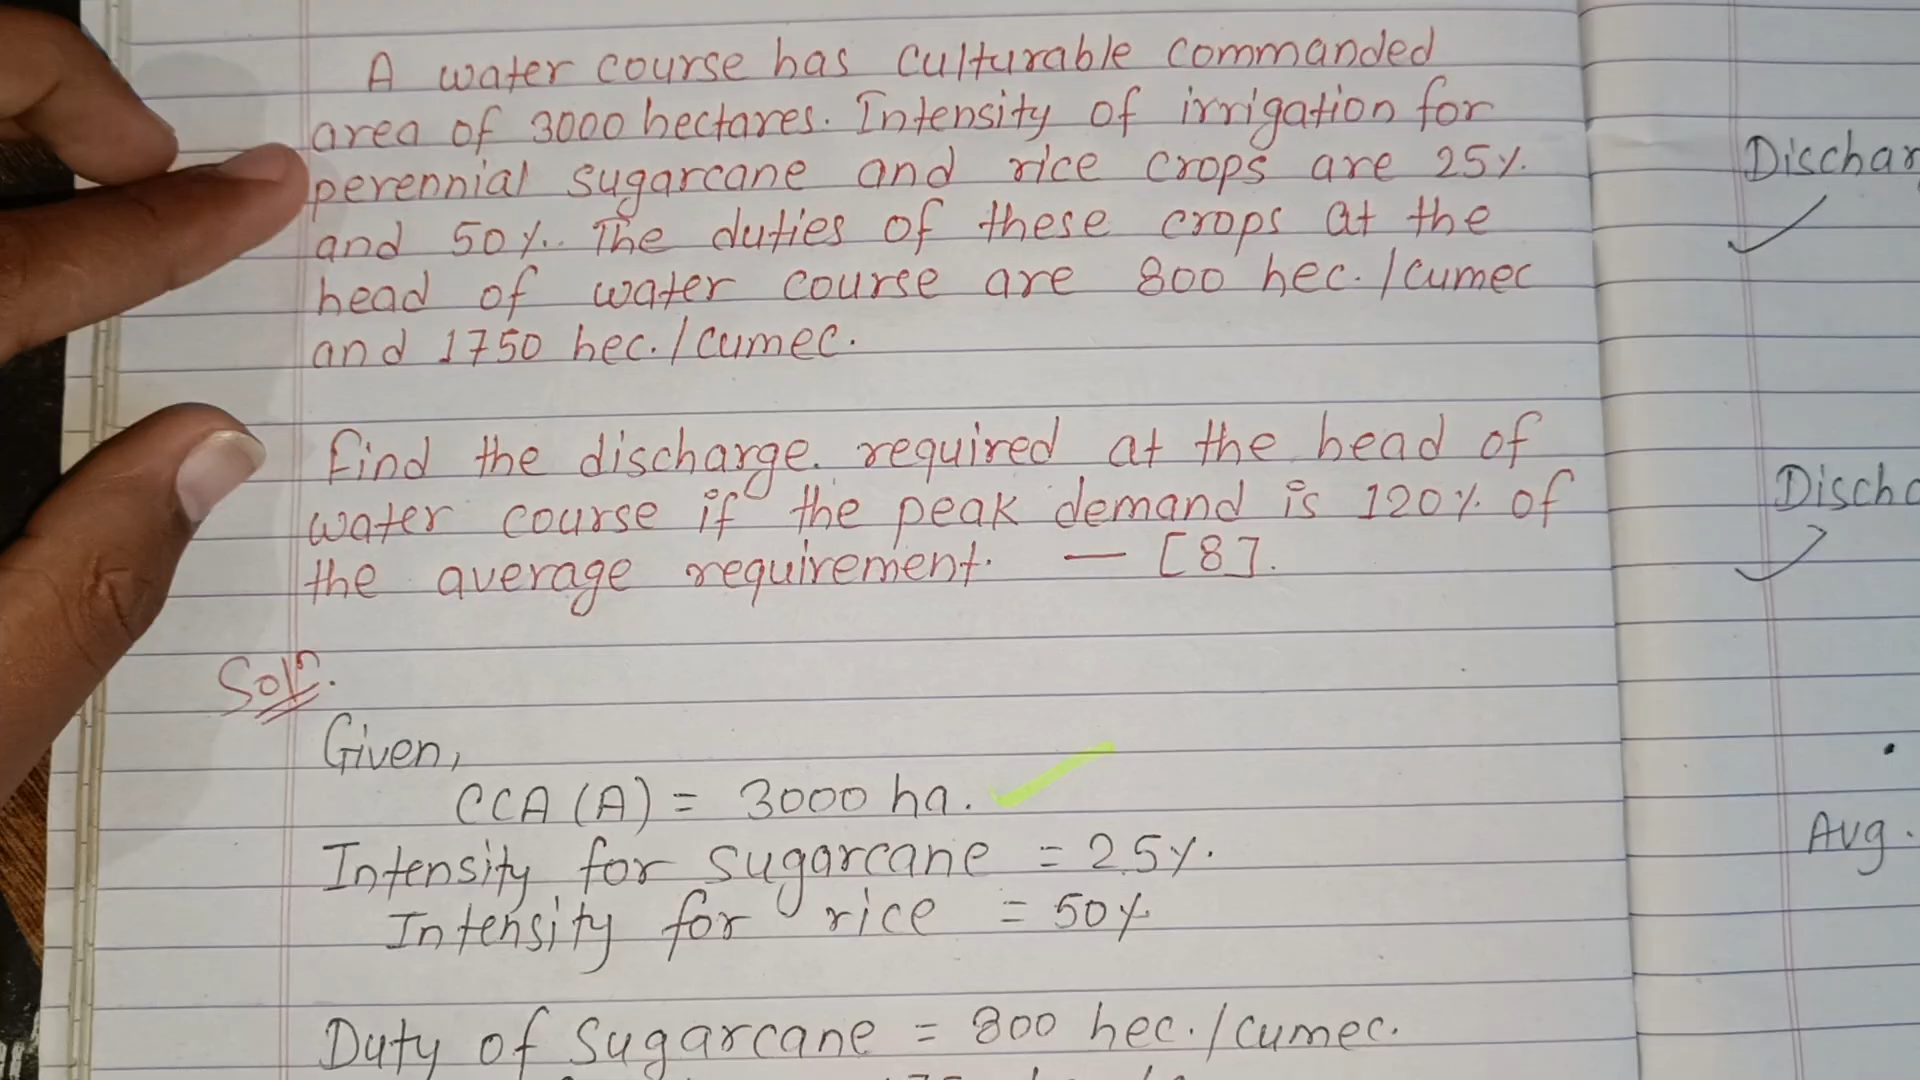 A water course has culturable commanded
area of 3000 hectares. Intensity of irrigation for
perennial sugarcane and rice crops are 25%
and 50%. The duties of these crops at the
head of water course are 800 hec./cumec
and 1750 hec./cumec.
Find the discharge. required at the head of
water course if the peak demand is 120% of
the average requirement. — [8].
Soln.
Given,
CCA (A) = 3000 ha.
Intensity for sugarcane = 25%.
Intensity for rice = 50%
Duty of Sugarcane = 800 hec./cumec.
Avg.